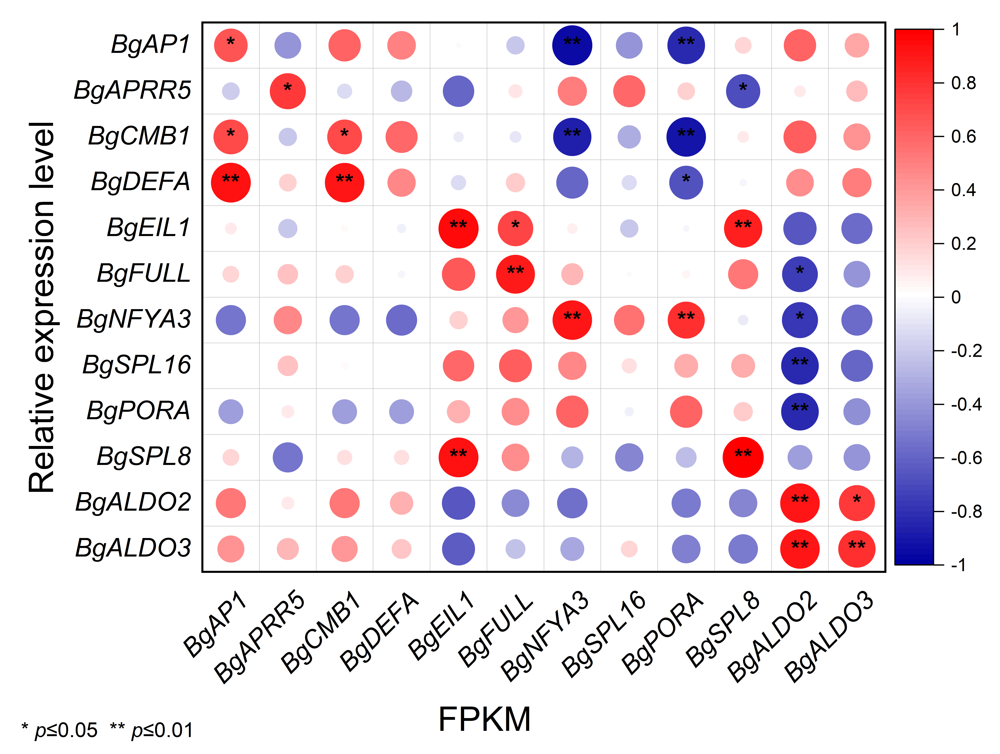 Relative expression level
BgAP1 * ** **
BgAPRR5 * *
BgCMB1 * * ** **
BgDEFA ** ** *
BgEIL1 ** * **
BgFULL ** *
BgNFYA3 ** ** *
BgSPL16 **
BgPORA **
BgSPL8 ** **
BgALDO2 ** *
BgALDO3 ** **
1
0.8
0.6
0.4
0.2
0
-0.2
-0.4
-0.6
-0.8
-1
BgAP1 BgAPRR5 BgCMB1 BgDEFA BgEIL1 BgFULL BgNFYA3 BgSPL16 BgPORA BgSPL8 BgALDO2 BgALDO3
FPKM
* p≤0.05 ** p≤0.01